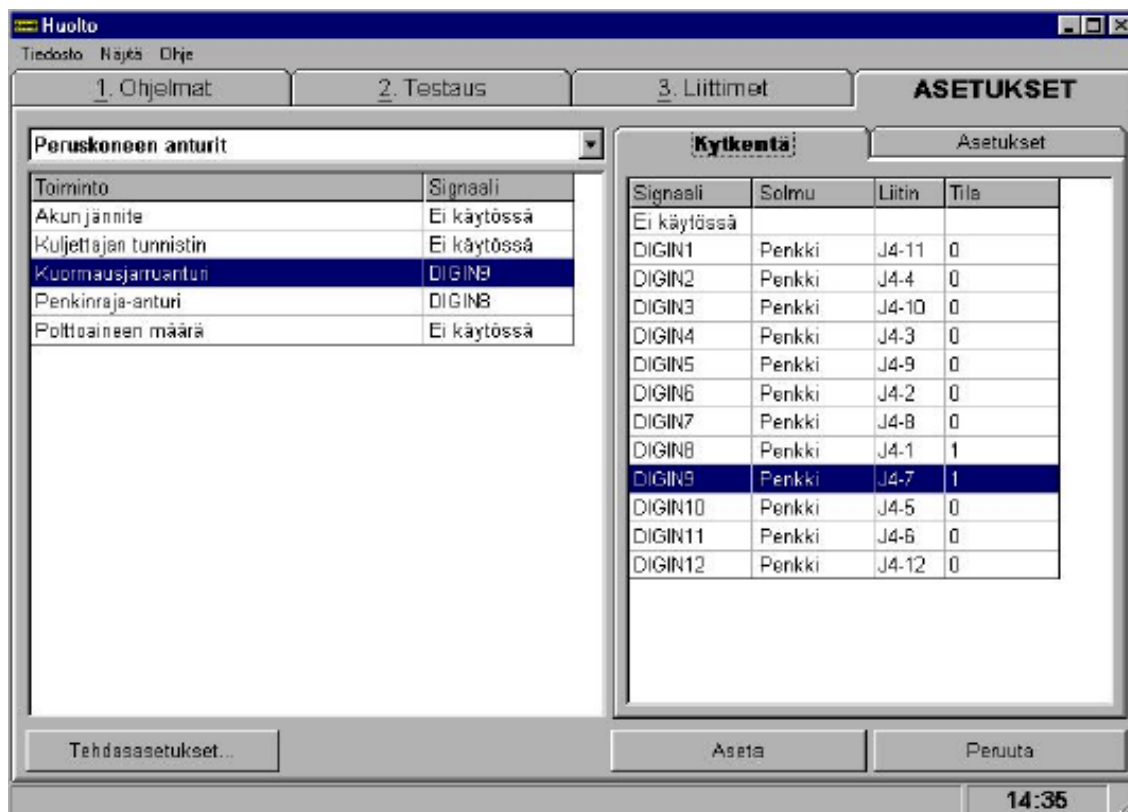 Huolto
Tiedosto Näytä Ohje
1. Ohjelmat 2. Testaus 3. Liittimet ASETUKSET
Peruskoneen anturit
Kytkentä Asetukset
Toiminto Signaali
Akun jännite Ei käytössä
Kuljettajan tunnistin Ei käytössä
Kuormausjarruanturi DIGIN9
Penkinraja-anturi DIGIN8
Polttoaineen määrä Ei käytössä
Signaali Solmu Liitin Tila
Ei käytössä
DIGIN1 Penkki J4-11 0
DIGIN2 Penkki J4-4 0
DIGIN3 Penkki J4-10 0
DIGIN4 Penkki J4-3 0
DIGIN5 Penkki J4-9 0
DIGIN6 Penkki J4-2 0
DIGIN7 Penkki J4-8 0
DIGIN8 Penkki J4-1 1
DIGIN9 Penkki J4-7 1
DIGIN10 Penkki J4-5 0
DIGIN11 Penkki J4-6 0
DIGIN12 Penkki J4-12 0
Tehdasasetukset... Aseta Peruuta
14:35